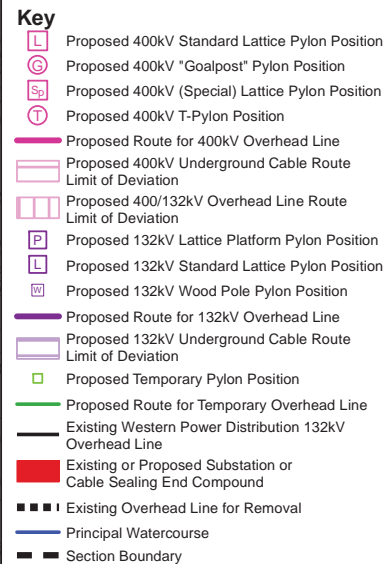 Key
L Proposed 400kV Standard Lattice Pylon Position
G Proposed 400kV "Goalpost" Pylon Position
Sp Proposed 400kV (Special) Lattice Pylon Position
T Proposed 400kV T-Pylon Position
Proposed Route for 400kV Overhead Line
Proposed 400kV Underground Cable Route
Limit of Deviation
Proposed 400/132kV Overhead Line Route
Limit of Deviation
P Proposed 132kV Lattice Platform Pylon Position
L Proposed 132kV Standard Lattice Pylon Position
W Proposed 132kV Wood Pole Pylon Position
Proposed Route for 132kV Overhead Line
Proposed 132kV Underground Cable Route
Limit of Deviation
Proposed Temporary Pylon Position
Proposed Route for Temporary Overhead Line
Existing Western Power Distribution 132kV
Overhead Line
Existing or Proposed Substation or
Cable Sealing End Compound
Existing Overhead Line for Removal
Principal Watercourse
Section Boundary